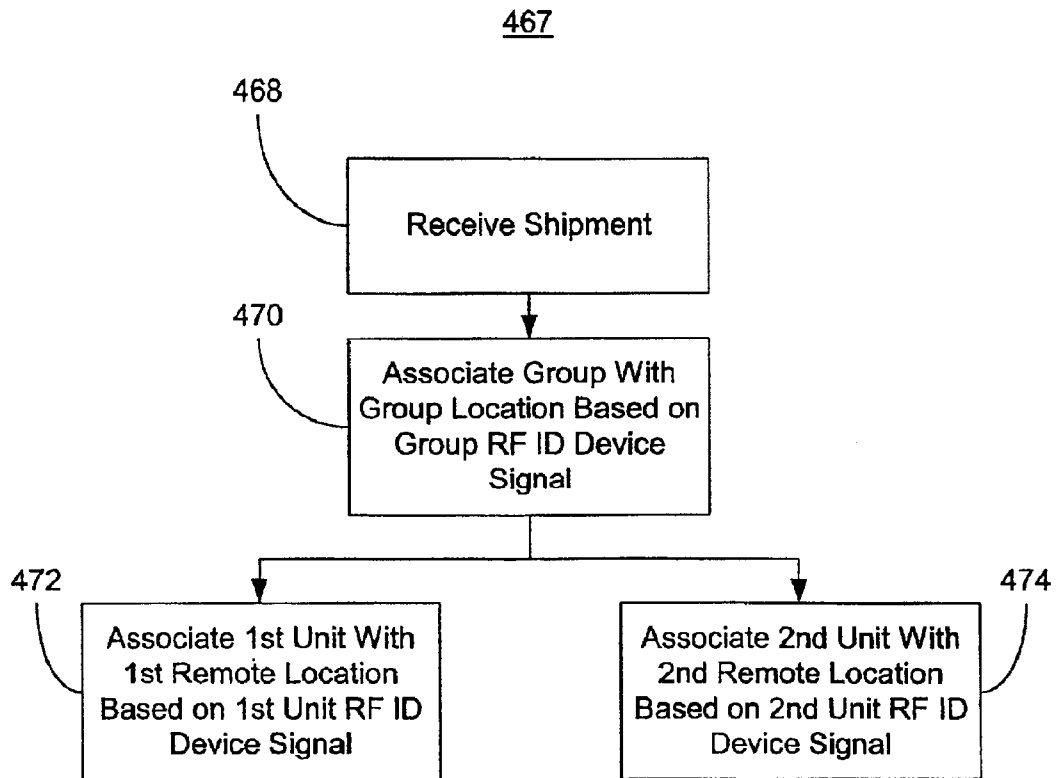 467
468
Receive Shipment
470
Associate Group With
Group Location Based on
Group RF ID Device
Signal
472
Associate 1st Unit With
1st Remote Location
Based on 1st Unit RF ID
Device Signal
474
Associate 2nd Unit With
2nd Remote Location
Based on 2nd Unit RF ID
Device Signal